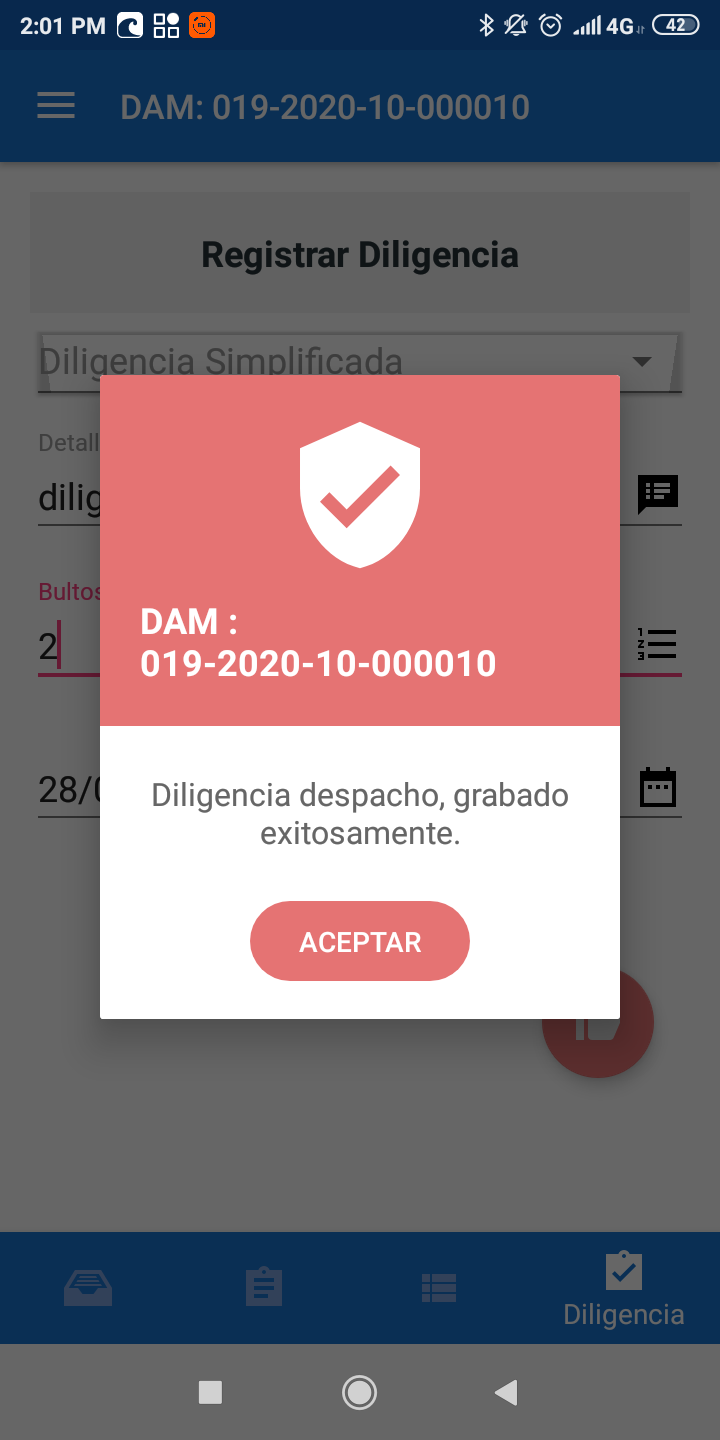 2:01 PM
4G
42
DAM: 019-2020-10-000010
Registrar Diligencia
Diligencia Simplificada
Detall
dilig
Bultos
2
28/0
DAM :
019-2020-10-000010
Diligencia despacho, grabado
exitosamente.
ACEPTAR
Diligencia